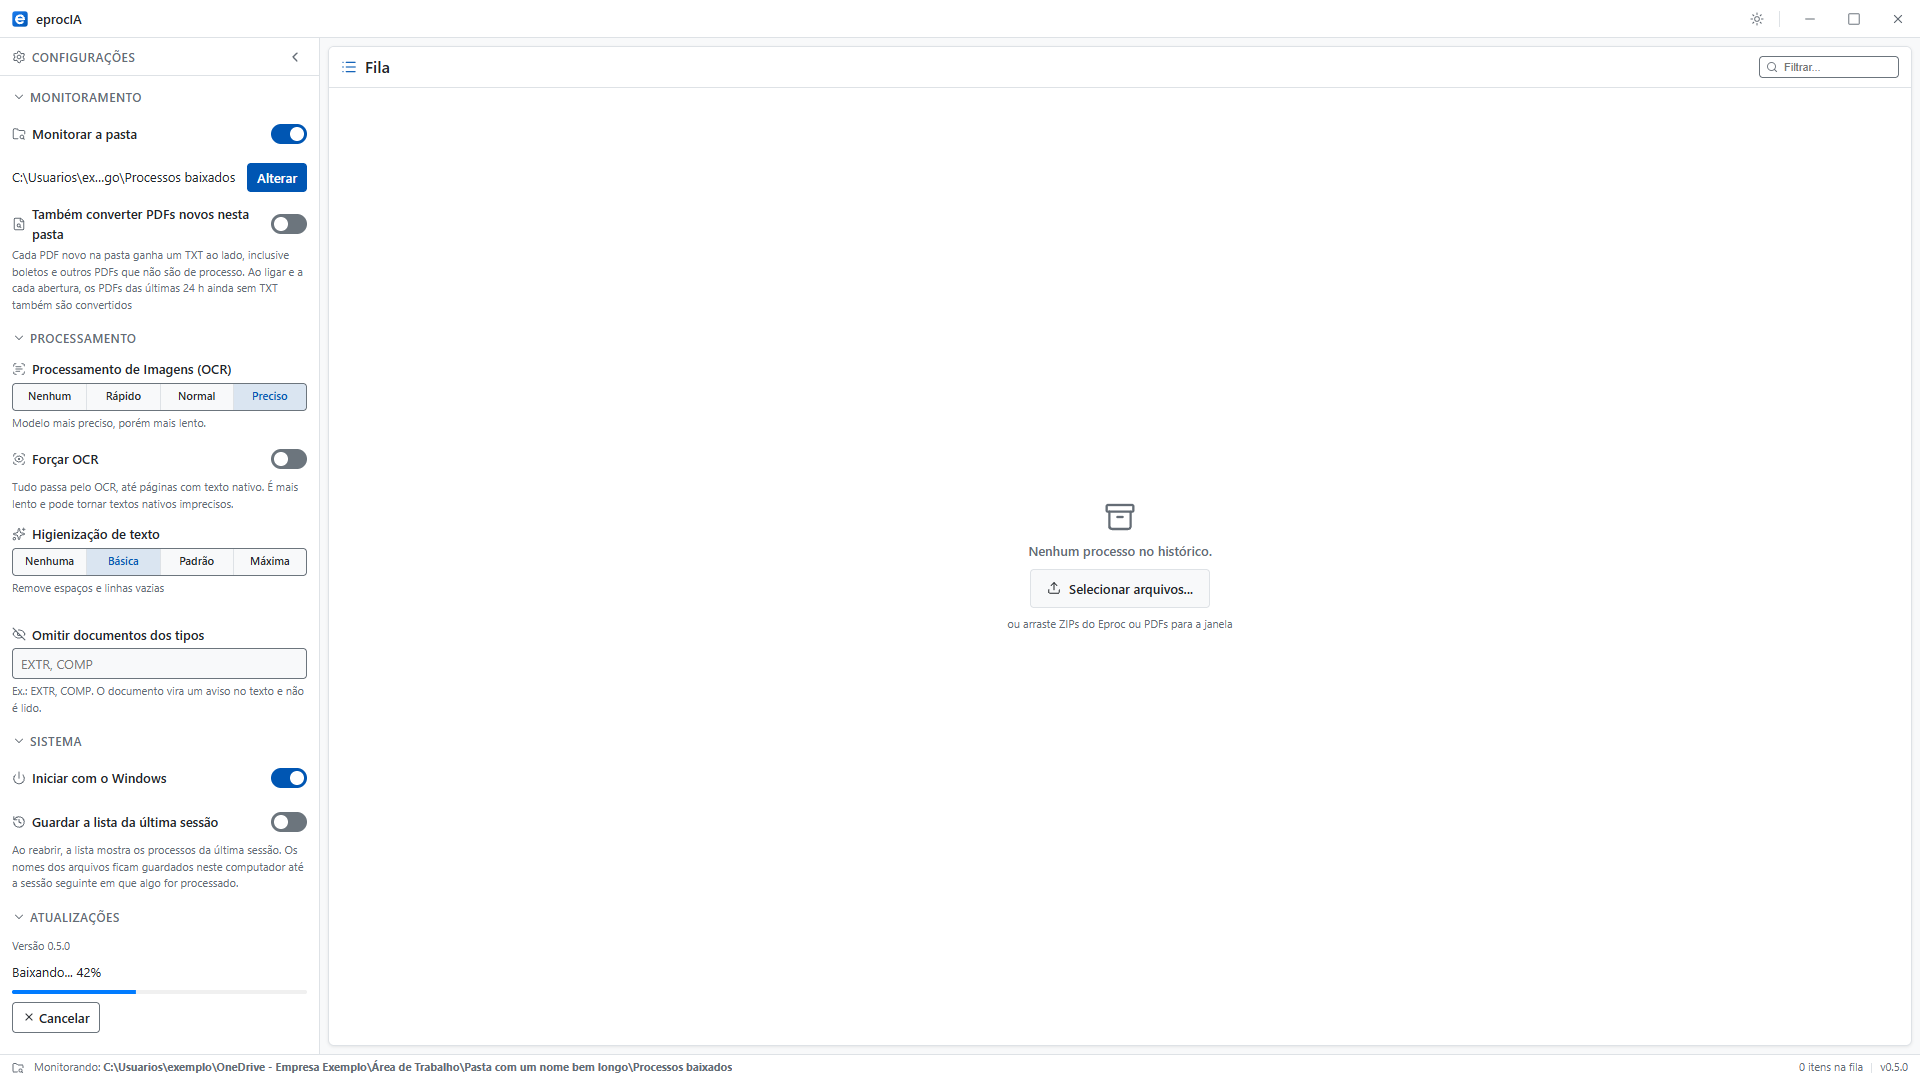 eprocIA
CONFIGURAÇÕES
MONITORAMENTO
Monitorar a pasta
C:\Usuarios\ex...go\Processos baixados
Alterar
Também converter PDFs novos nesta
pasta
Cada PDF novo na pasta ganha um TXT ao lado, inclusive
boletos e outros PDFs que não são de processo. Ao ligar e a
cada abertura, os PDFs das últimas 24 h ainda sem TXT
também são convertidos
PROCESSAMENTO
Processamento de Imagens (OCR)
Nenhum Rápido Normal Preciso
Modelo mais preciso, porém mais lento.
Forçar OCR
Tudo passa pelo OCR, até páginas com texto nativo. É mais
lento e pode tornar textos nativos imprecisos.
Higienização de texto
Nenhuma Básica Padrão Máxima
Remove espaços e linhas vazias
Omitir documentos dos tipos
EXTR, COMP
Ex.: EXTR, COMP. O documento vira um aviso no texto e não
é lido.
SISTEMA
Iniciar com o Windows
Guardar a lista da última sessão
Ao reabrir, a lista mostra os processos da última sessão. Os
nomes dos arquivos ficam guardados neste computador até
a sessão seguinte em que algo for processado.
ATUALIZAÇÕES
Versão 0.5.0
Baixando... 42%
Cancelar
Fila
Filtrar...
Nenhum processo no histórico.
Selecionar arquivos...
ou arraste ZIPs do Eproc ou PDFs para a janela
Monitorando: C:\Usuarios\exemplo\OneDrive - Empresa Exemplo\Área de Trabalho\Pasta com um nome bem longo\Processos baixados
0 itens na fila
v0.5.0